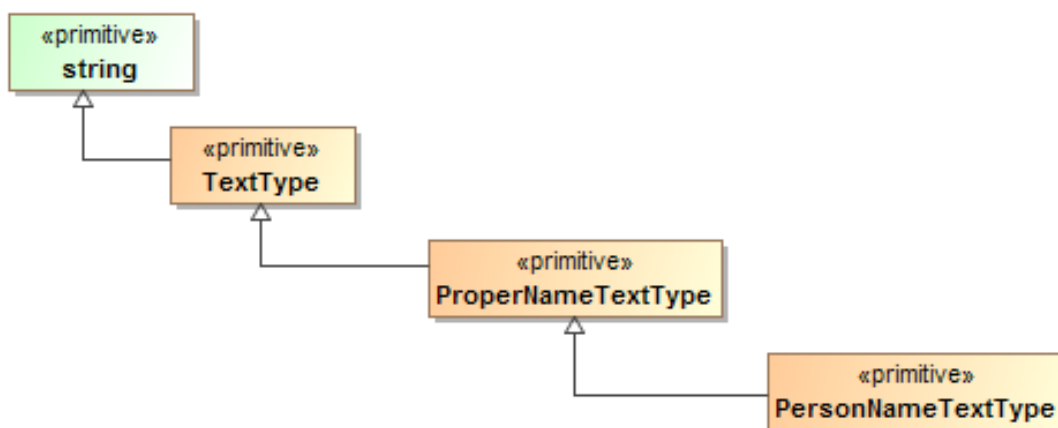 «primitive»
string
«primitive»
TextType
«primitive»
ProperNameTextType
«primitive»
PersonNameTextType